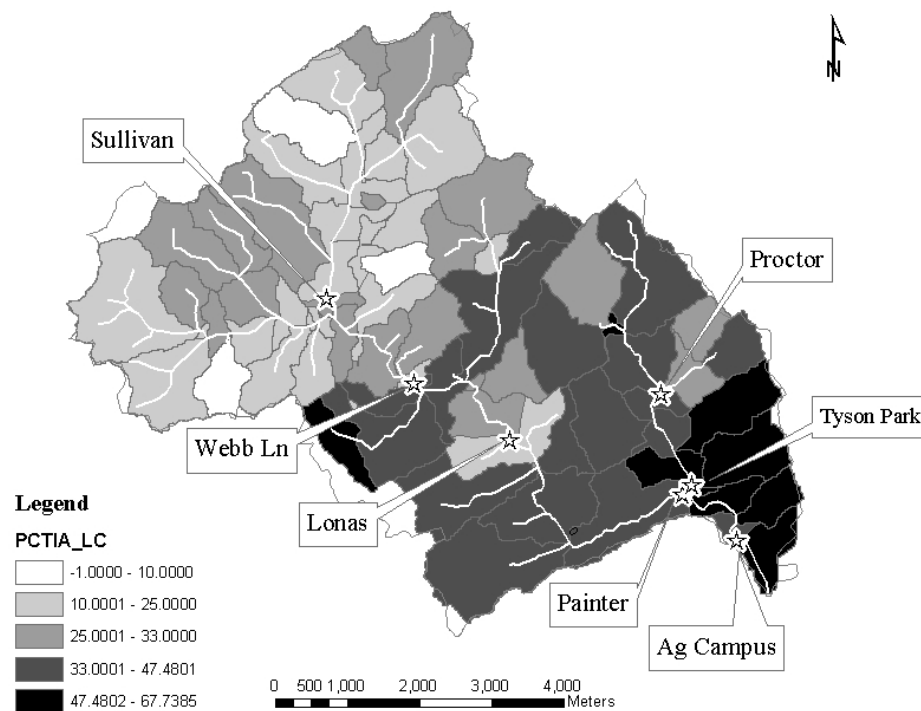 N
Sullivan
Proctor
Tyson Park
Webb Ln
Lonas
Painter
Ag Campus
Legend
PCTIA_LC
-1.0000 - 10.0000
10.0001 - 25.0000
25.0001 - 33.0000
33.0001 - 47.4801
47.4802 - 67.7385
0 500 1,000 2,000 3,000 4,000
Meters